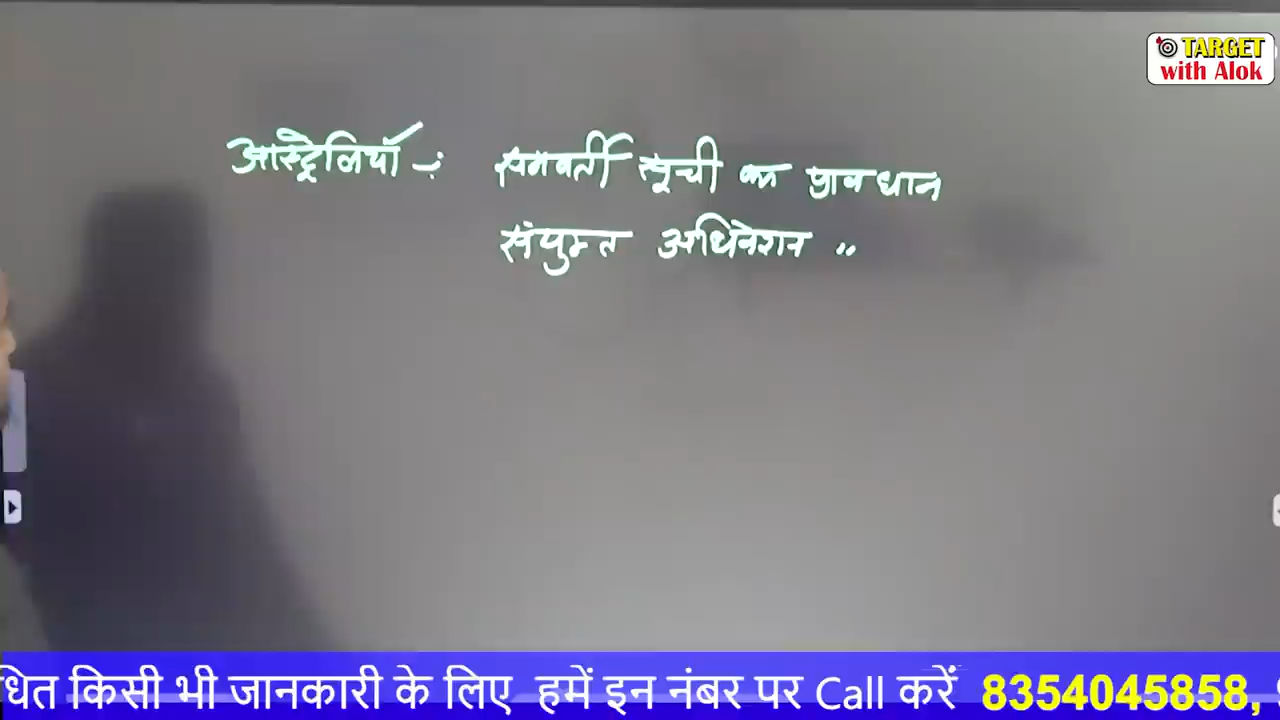 TARGET
with Alok
आस्ट्रेलियाँ -: समवर्ती सूची का प्रावधान
संयुक्त अधिवेशन "
धित किसी भी जानकारी के लिए हमें इन नंबर पर Call करें 8354045858,